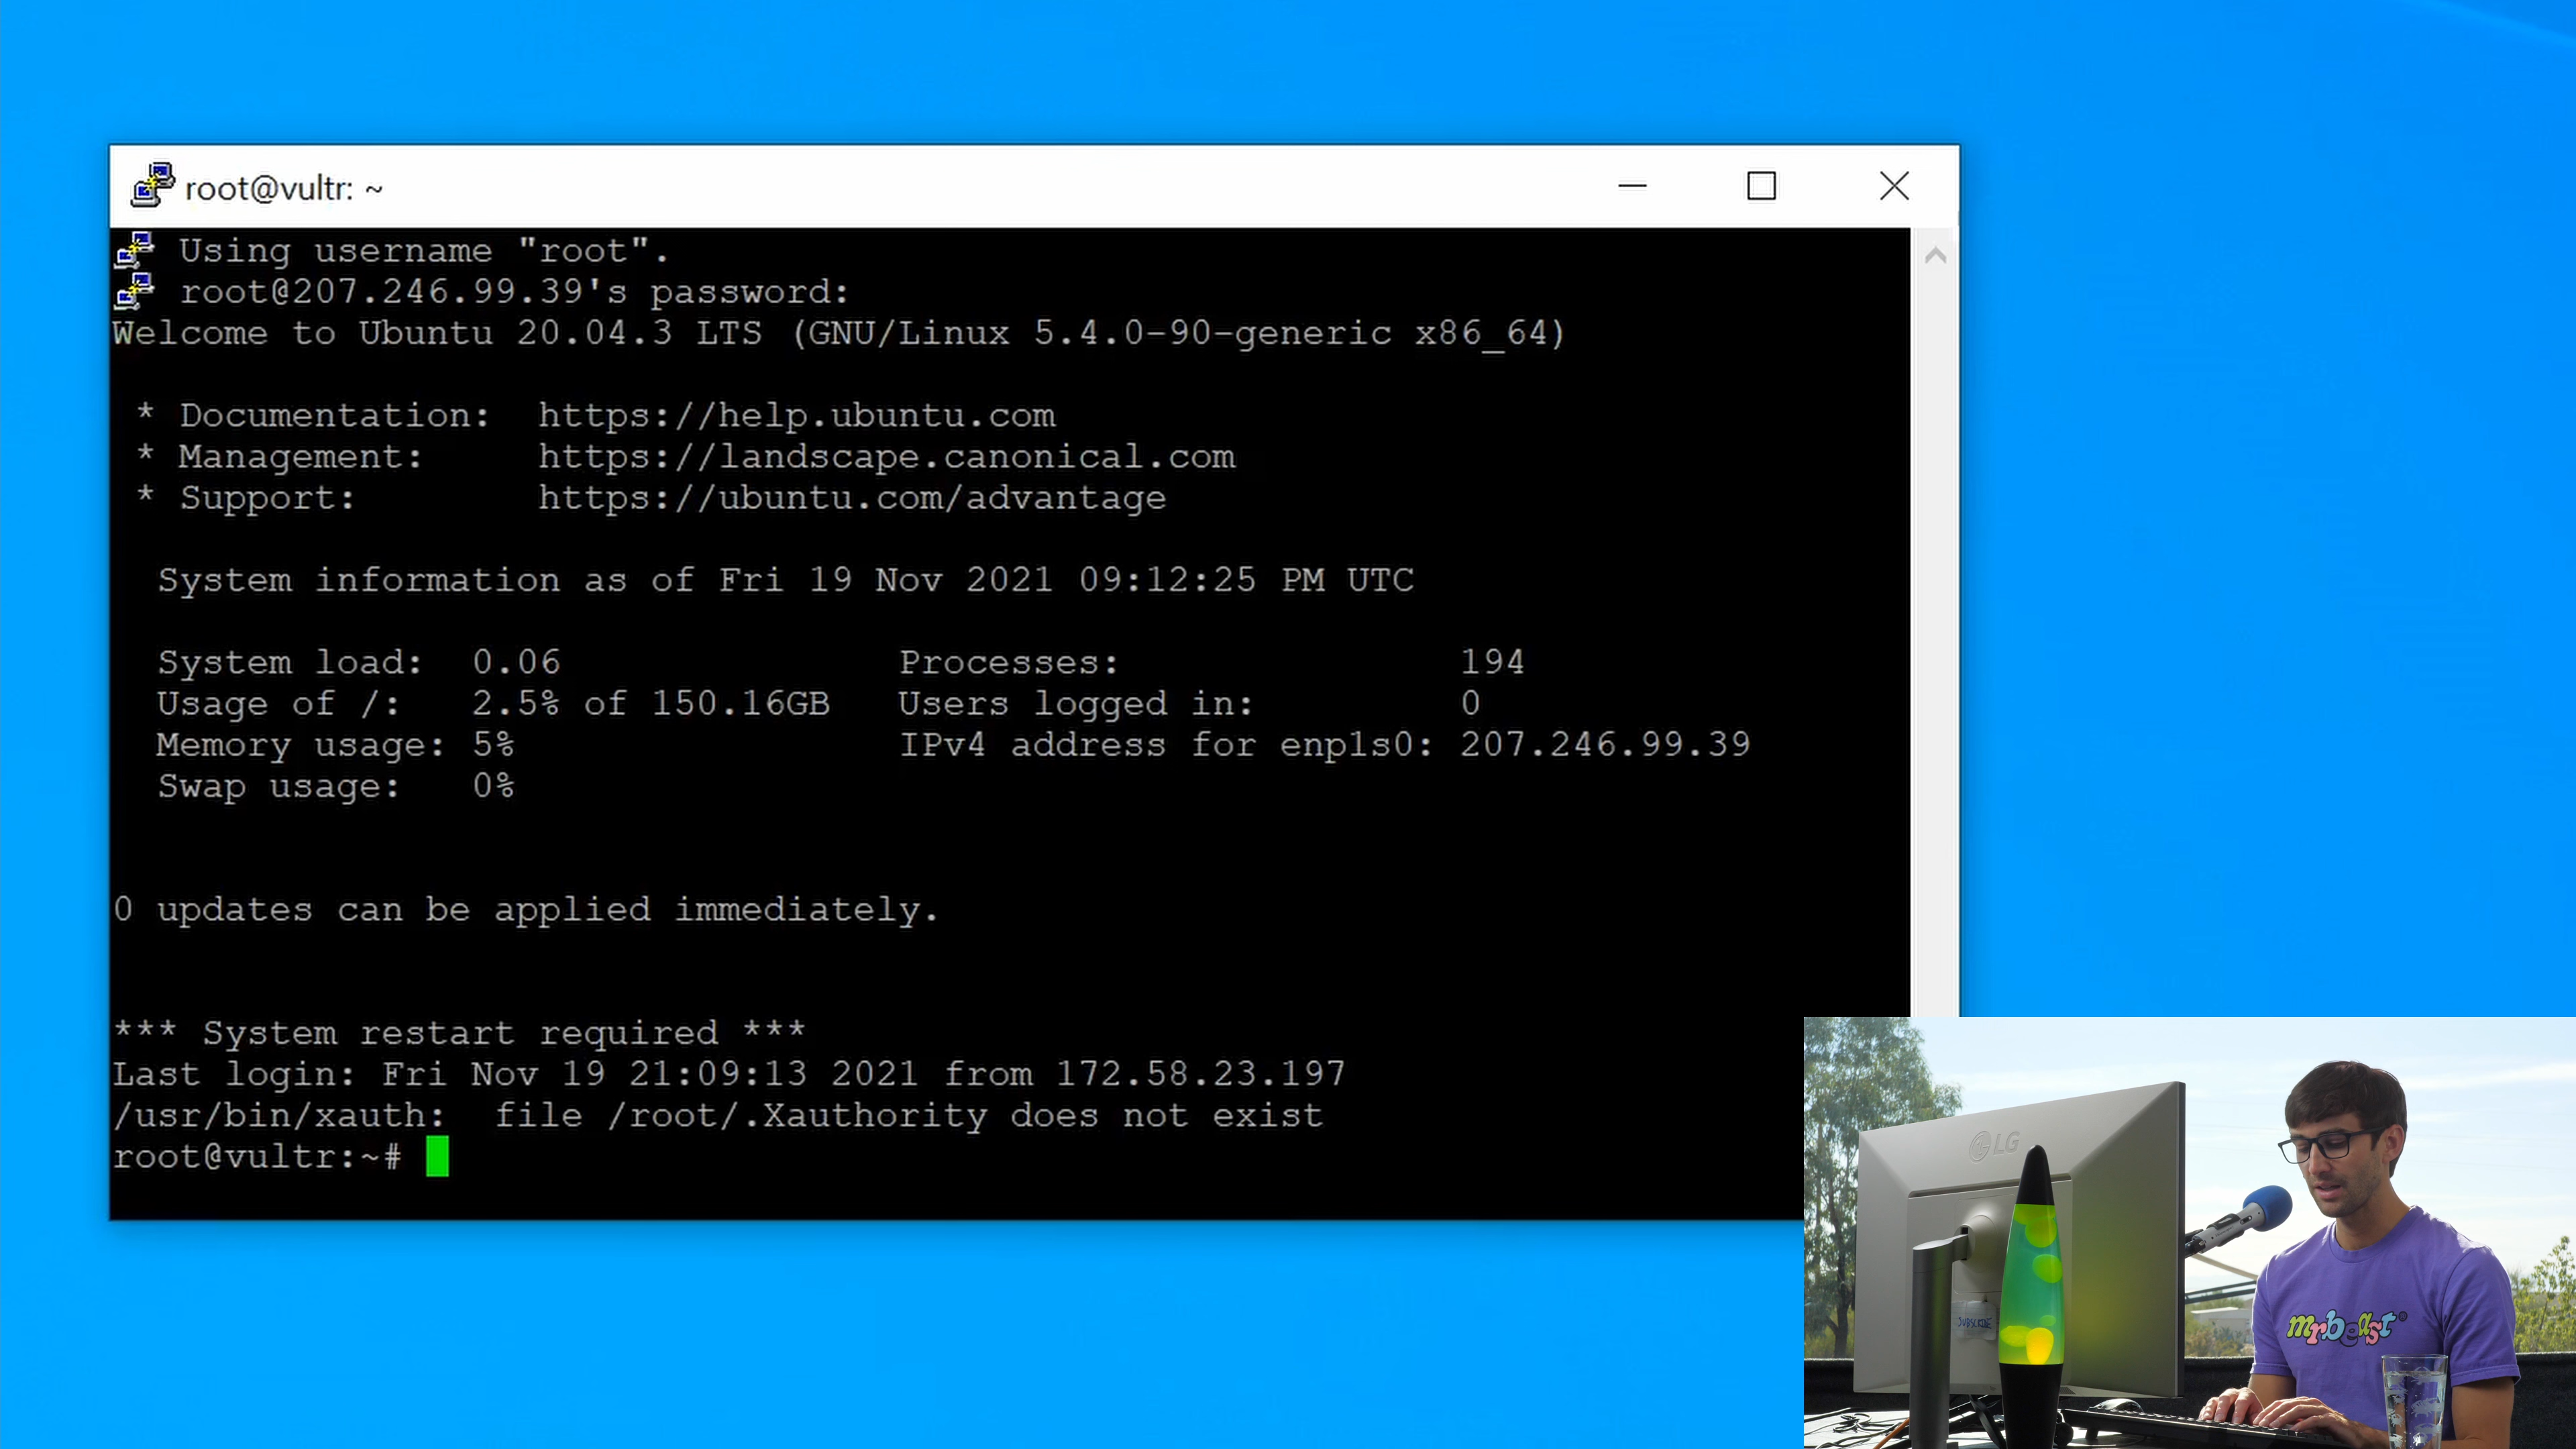 root@vultr: ~
Using username "root".
root@207.246.99.39's password:
Welcome to Ubuntu 20.04.3 LTS (GNU/Linux 5.4.0-90-generic x86_64)
* Documentation: https://help.ubuntu.com
* Management: https://landscape.canonical.com
* Support: https://ubuntu.com/advantage
System information as of Fri 19 Nov 2021 09:12:25 PM UTC
System load: 0.06 Processes: 194
Usage of /: 2.5% of 150.16GB Users logged in: 0
Memory usage: 5% IPv4 address for enp1s0: 207.246.99.39
Swap usage: 0%
0 updates can be applied immediately.
*** System restart required ***
Last login: Fri Nov 19 21:09:13 2021 from 172.58.23.197
/usr/bin/xauth: file /root/.Xauthority does not exist
root@vultr:~#
LG
SUBSCRIBE
mrbeast®